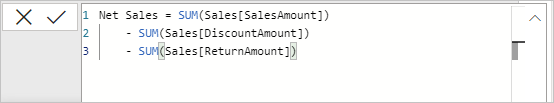 1 Net Sales = SUM(Sales[SalesAmount])
2     - SUM(Sales[DiscountAmount])
3     - SUM(Sales[ReturnAmount])